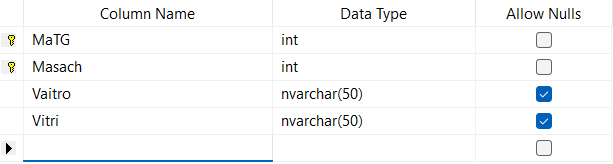 Column Name Data Type Allow Nulls
MaTG int
Masach int
Vaitro nvarchar(50)
Vitri nvarchar(50)